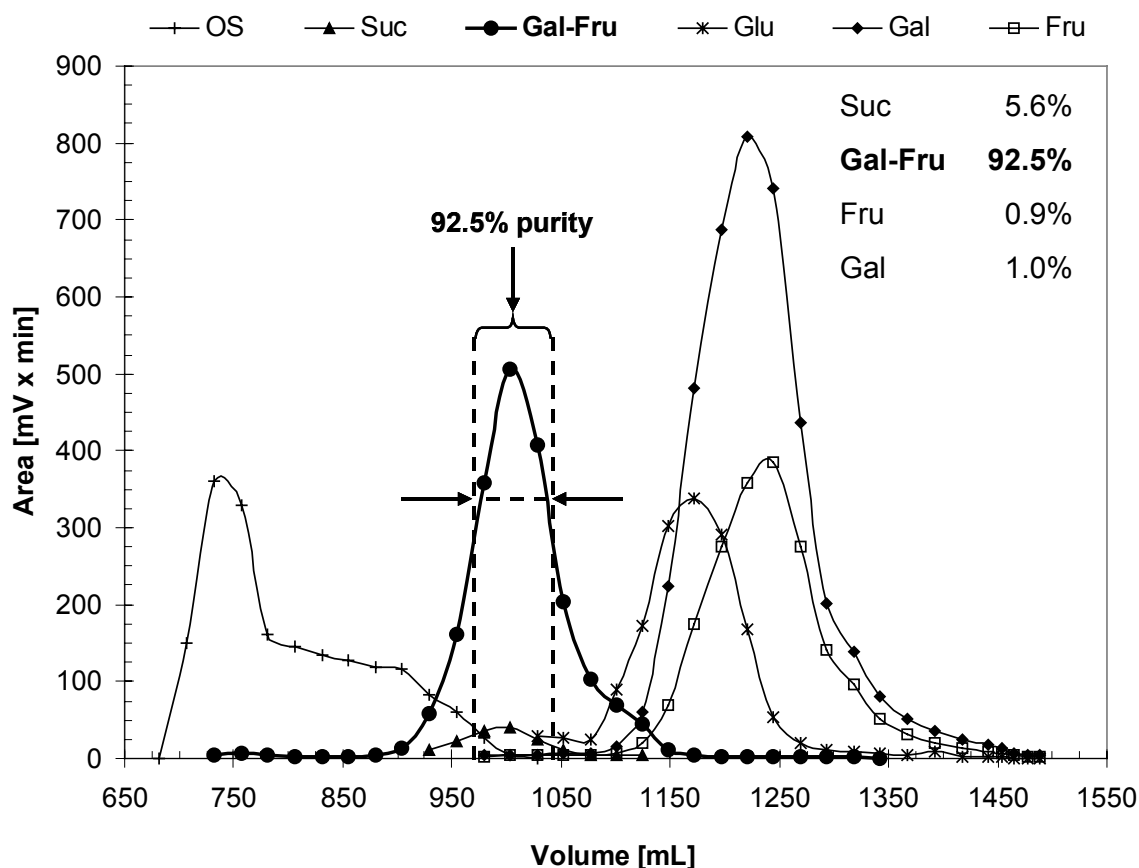 OS Suc Gal-Fru Glu Gal Fru
900
800
700
600
500
400
300
200
100
0
Area [mV x min]
Suc 5.6%
Gal-Fru 92.5%
Fru 0.9%
Gal 1.0%
92.5% purity
650 750 850 950 1050 1150 1250 1350 1450 1550
Volume [mL]